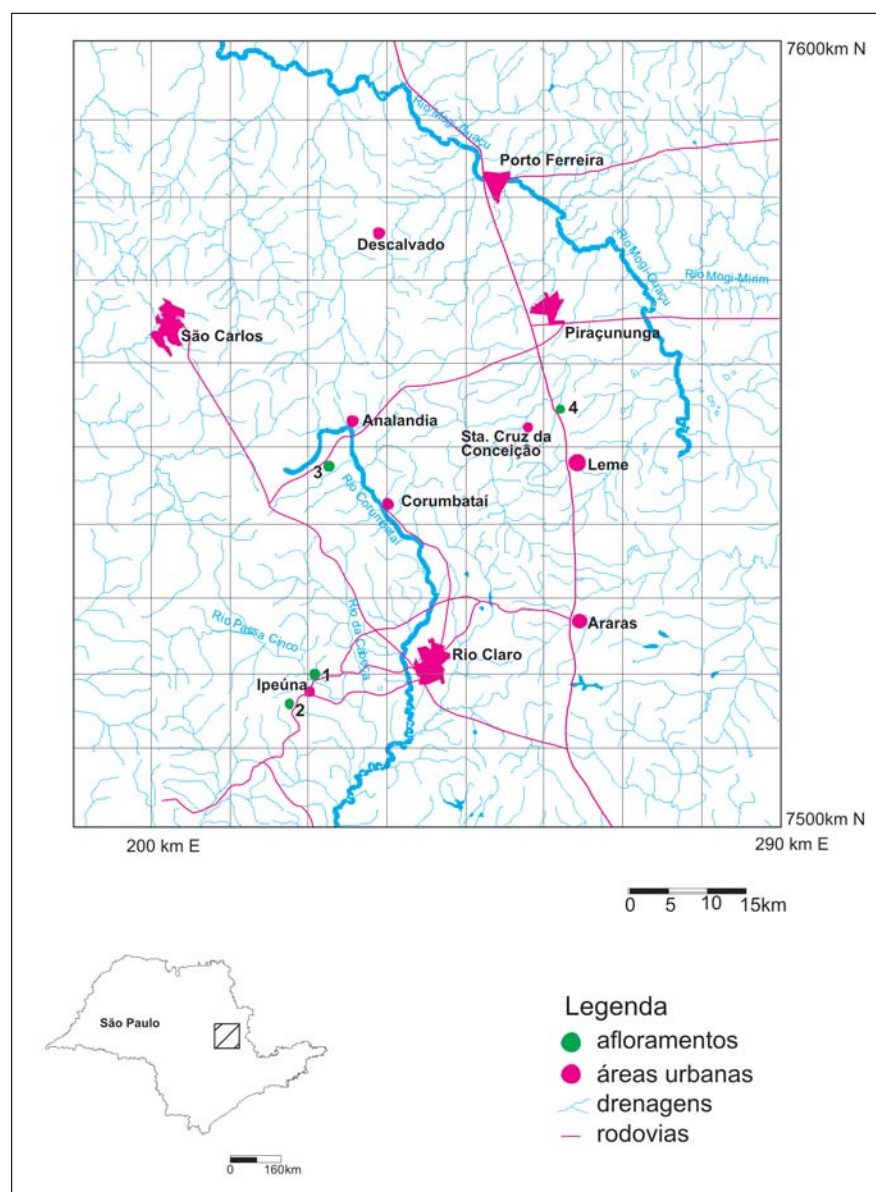 7600km N
Rio Mogi-Guaçú
Porto Ferreira
Descalvado
Rio Mogi-Guaçú
Rio Mogi-Mirim
São Carlos
Piraçununga
4
Analandia
Sta. Cruz da
Conceição
Leme
3
Rio Corumbataí
Corumbataí
Rio Passa Cinco
Rio da Cabeça
Araras
Rio Claro
1
Ipeúna
2
7500km N
200 km E
290 km E
0 5 10 15km
São Paulo
0 160km
Legenda
afloramentos
áreas urbanas
drenagens
rodovias